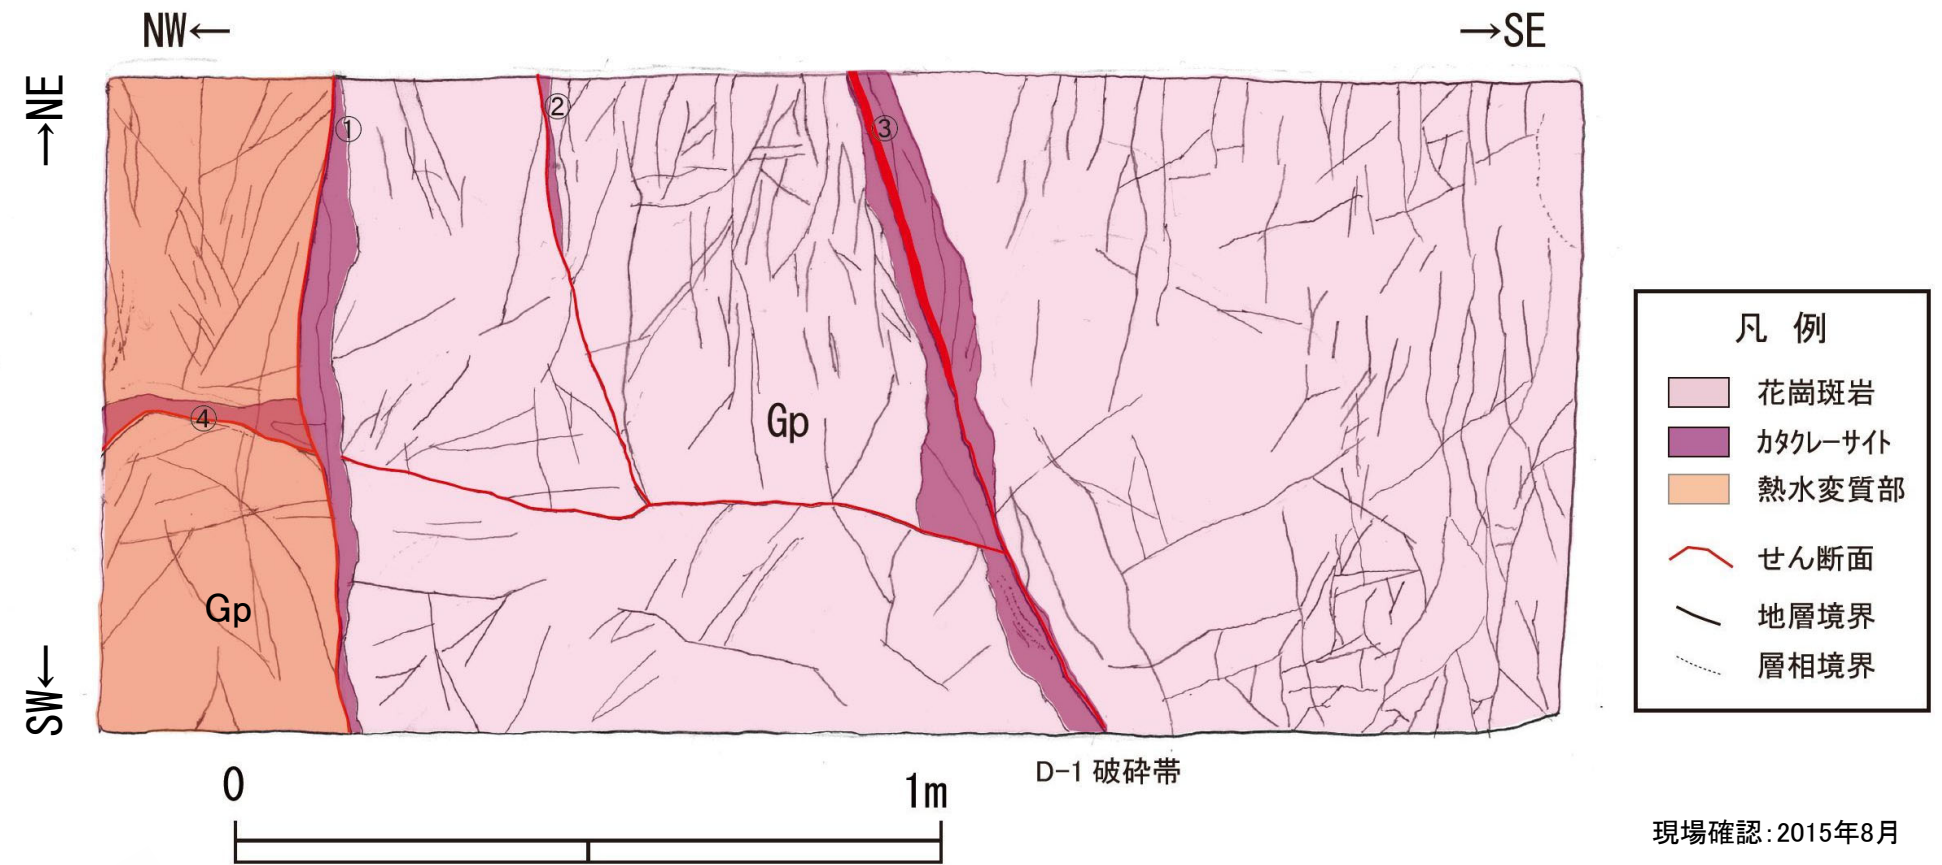 NW←
→SE
→NE
SW←
①
②
③
④
Gp
Gp
凡 例
花崗斑岩
ｶﾀｸﾚｰｻｲﾄ
熱水変質部
せん断面
地層境界
層相境界
D-1 破砕帯
0
1m
現場確認：2015年8月